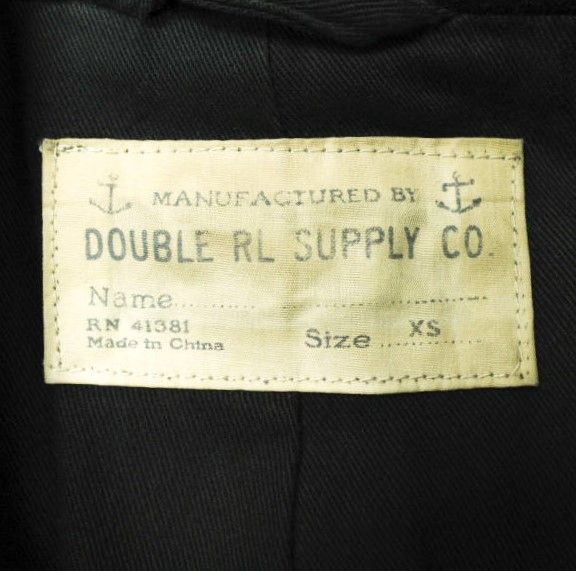 MANUFACTURED BY
DOUBLE RL SUPPLY CO.
Name..............................
RN 41381
Made in China
Size ....XS......